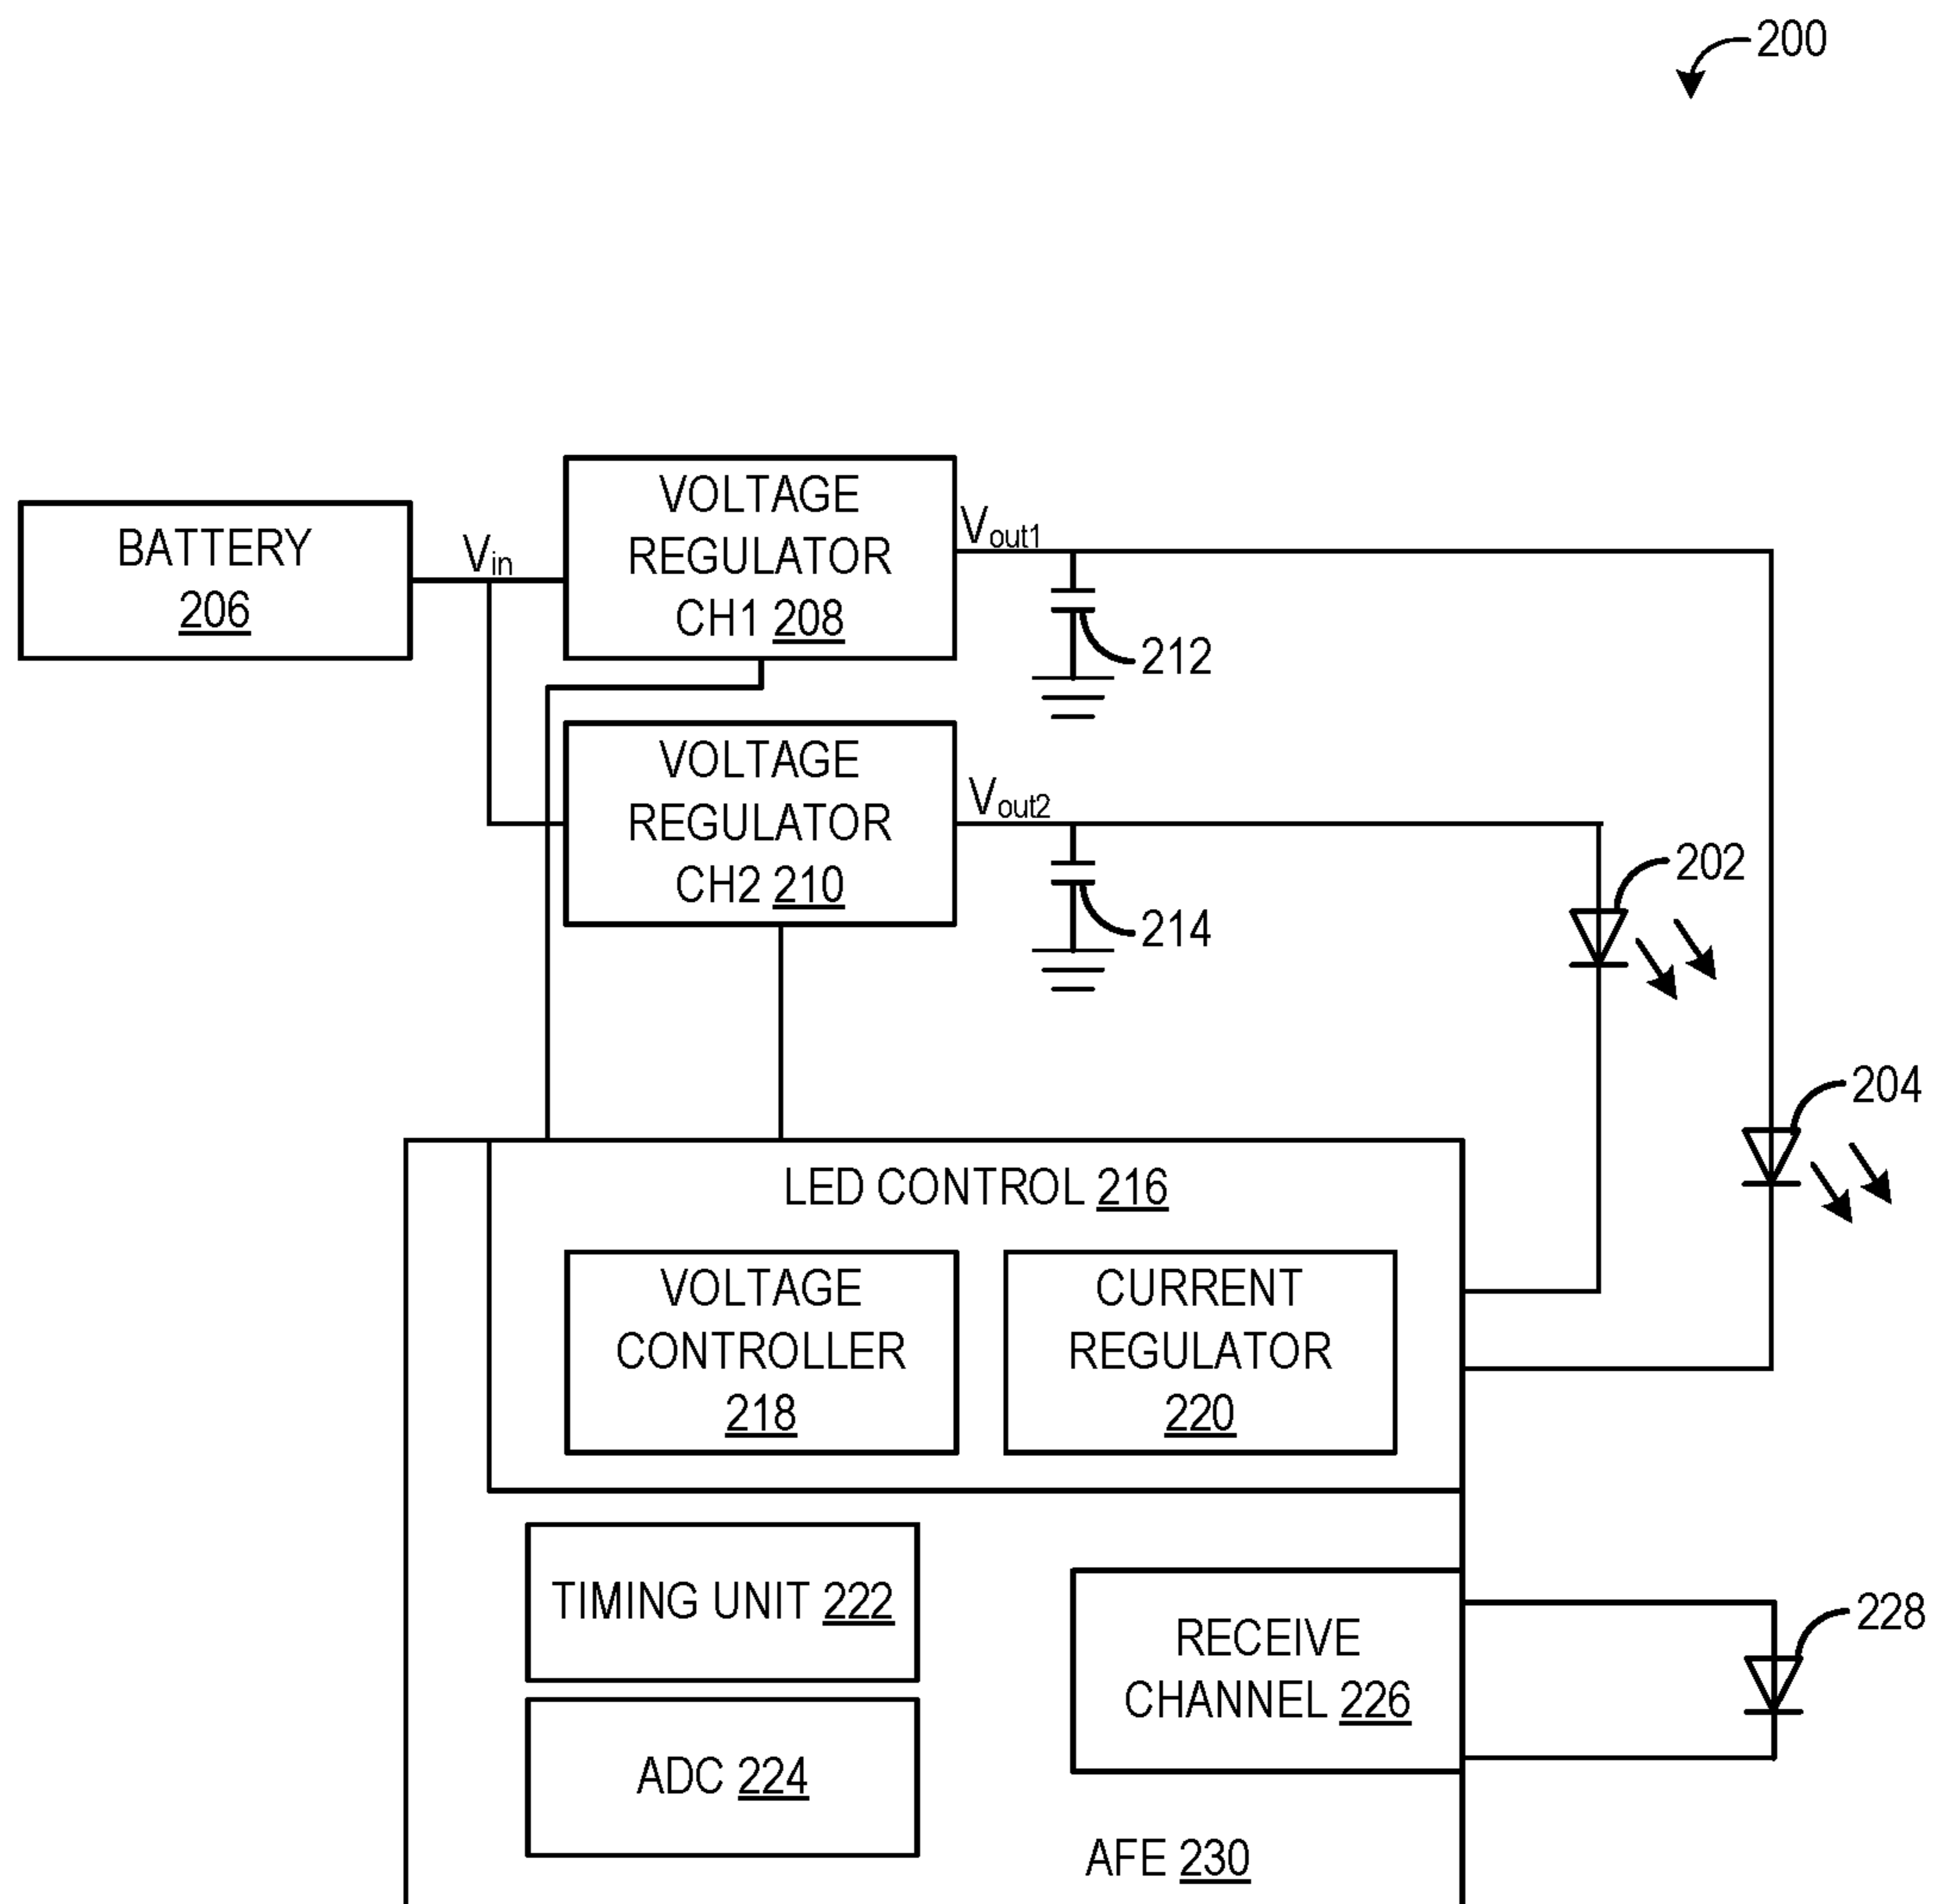 200
BATTERY
206
Vin
VOLTAGE
REGULATOR
CH1 208
Vout1
212
VOLTAGE
REGULATOR
CH2 210
Vout2
214
202
204
LED CONTROL 216
VOLTAGE
CONTROLLER
218
CURRENT
REGULATOR
220
TIMING UNIT 222
ADC 224
RECEIVE
CHANNEL 226
228
AFE 230